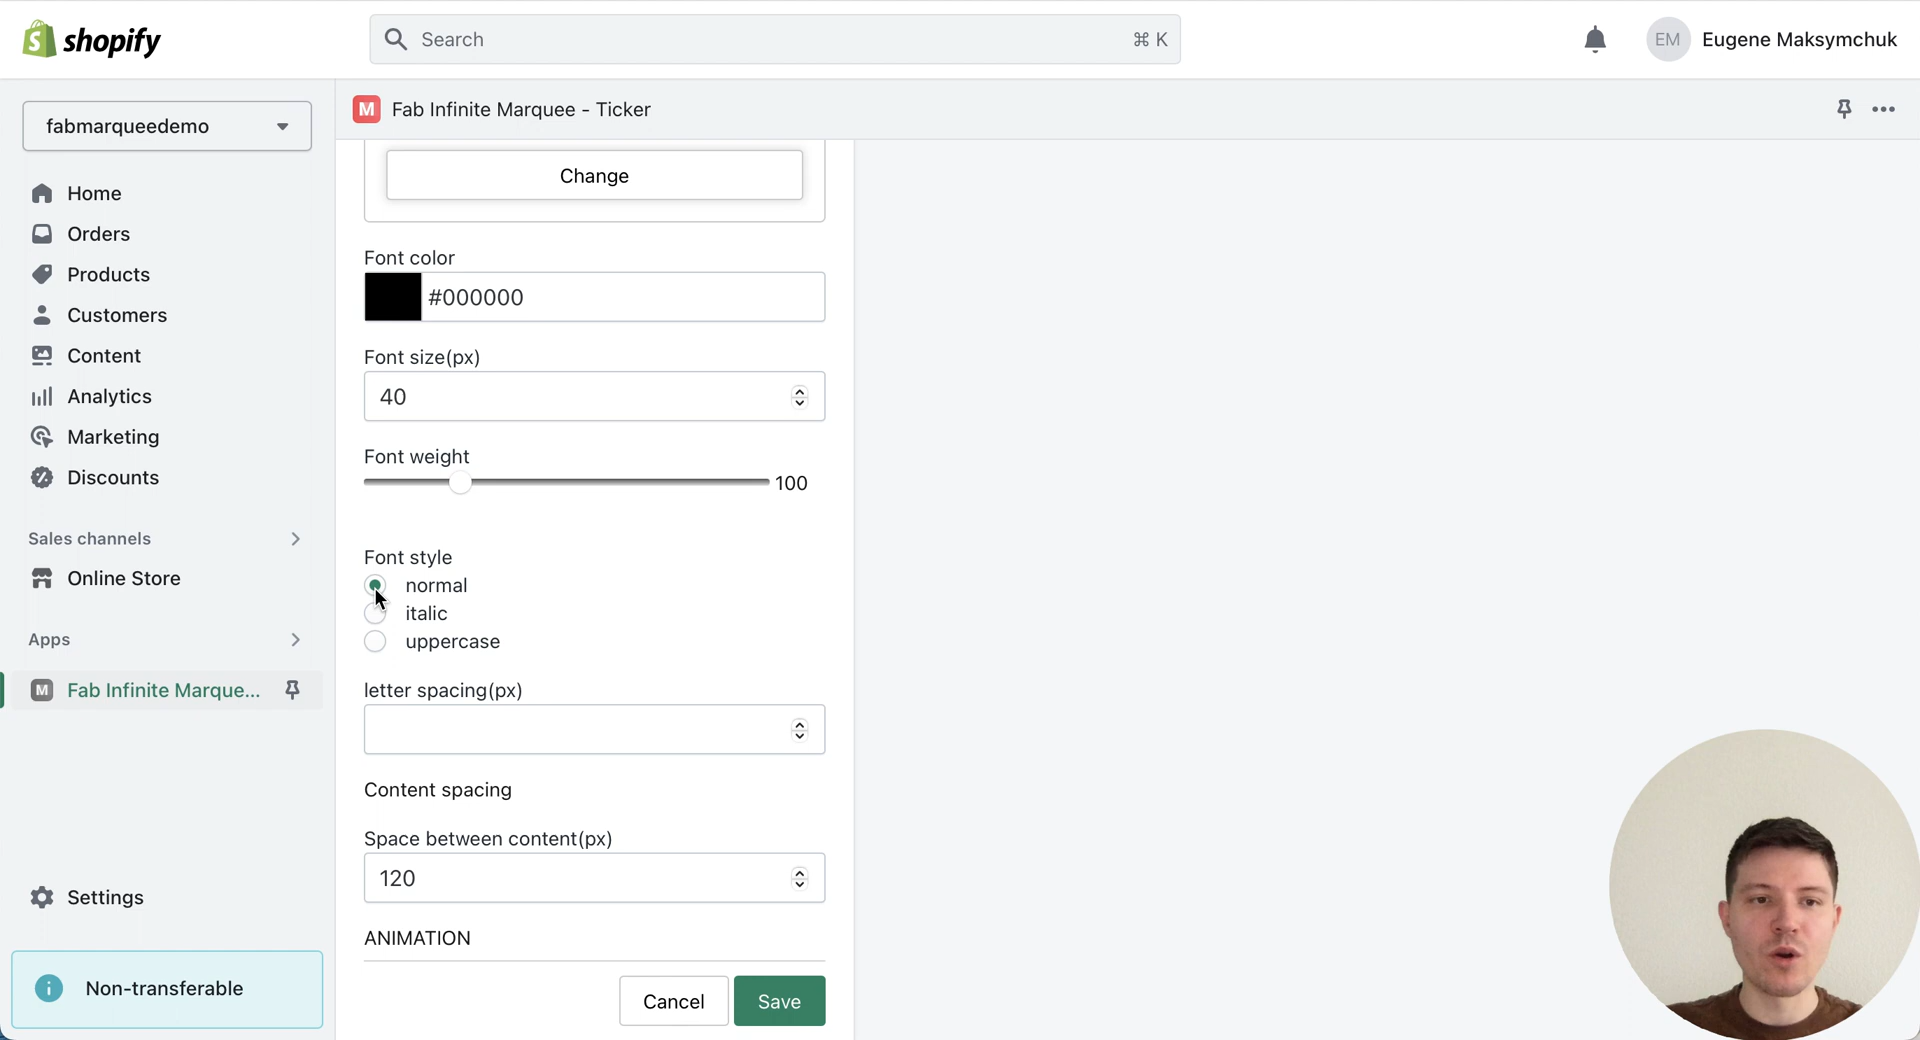 shopify
Search
⌘ K
EM
Eugene Maksymchuk
fabmarqueedemo
M
Fab Infinite Marquee - Ticker
Home
Orders
Products
Customers
Content
Analytics
Marketing
Discounts
Sales channels
Online Store
Apps
M
Fab Infinite Marque...
Settings
Non-transferable
Change
Font color
#000000
Font size(px)
40
Font weight
100
Font style
normal
italic
uppercase
letter spacing(px)
Content spacing
Space between content(px)
120
ANIMATION
Cancel
Save